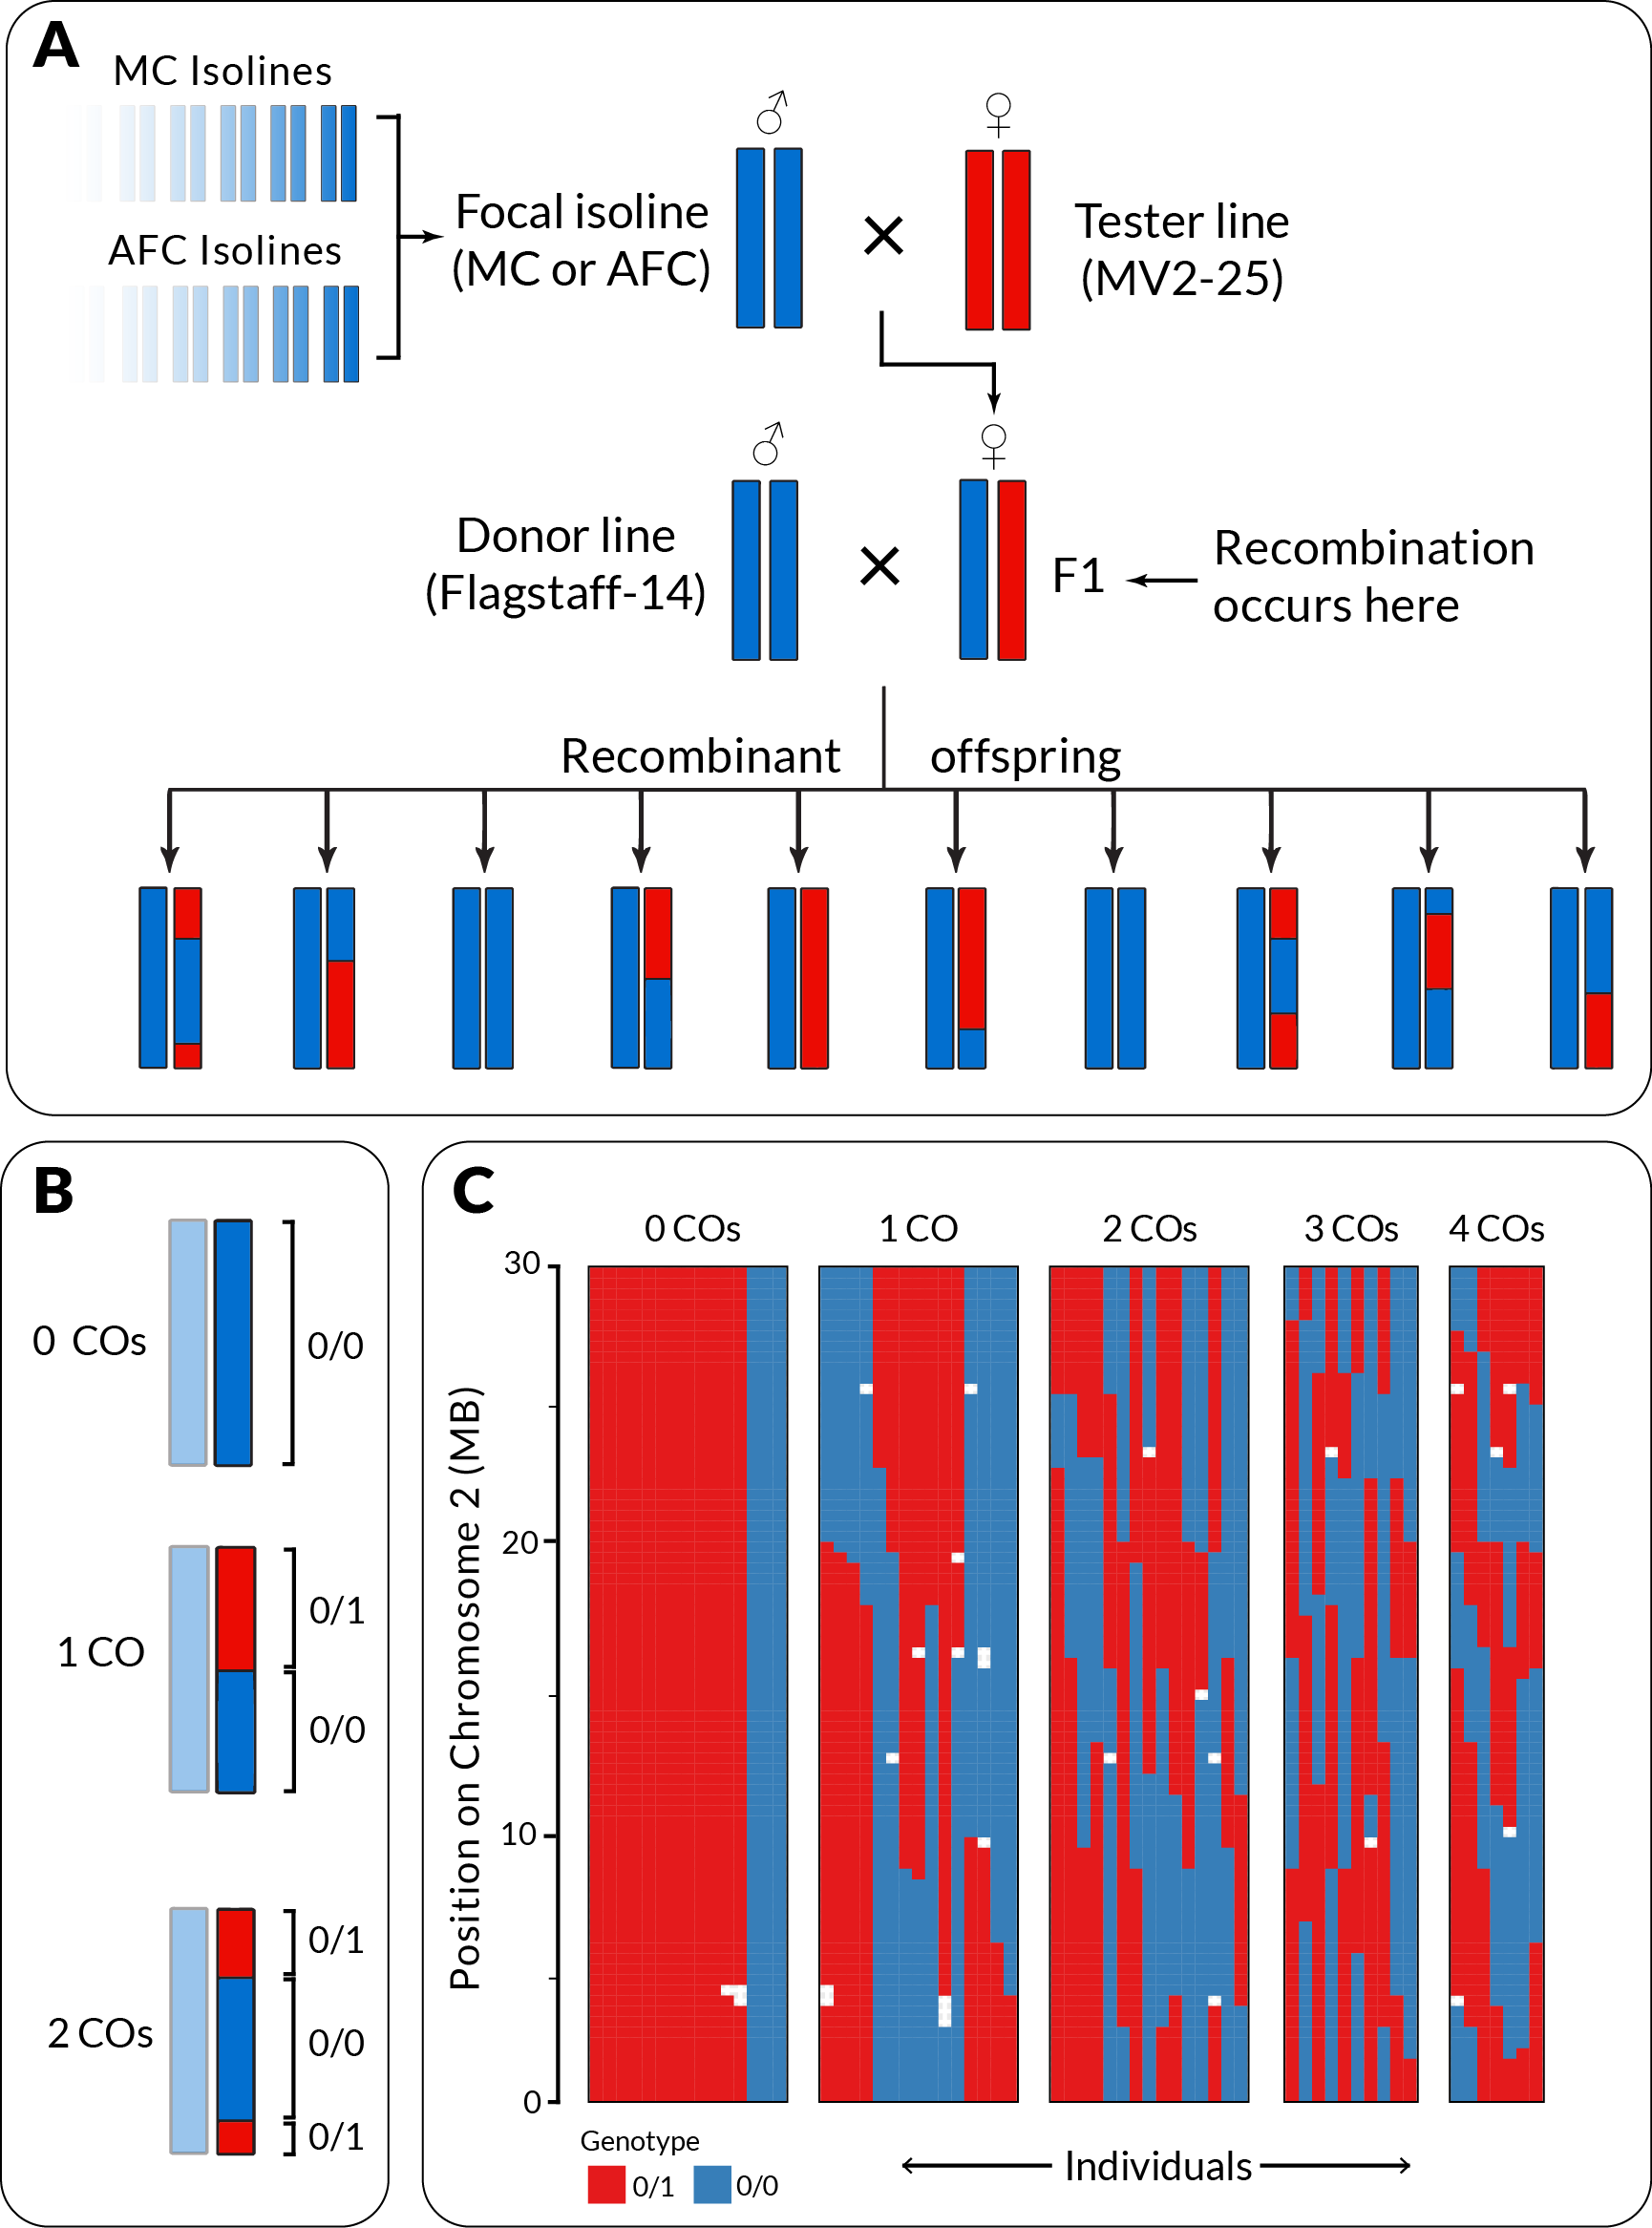 A
MC Isolines
AFC Isolines
Focal isoline
(MC or AFC)
♂
×
♀
Tester line
(MV2-25)
Donor line
(Flagstaff-14)
♂
×
♀
F1
Recombination
occurs here
Recombinant offspring
B
0 COs
0/0
1 CO
0/1
0/0
2 COs
0/1
0/0
0/1
C
0 COs
1 CO
2 COs
3 COs
4 COs
Position on Chromosome 2 (MB)
30
20
10
0
Genotype
0/1
0/0
Individuals